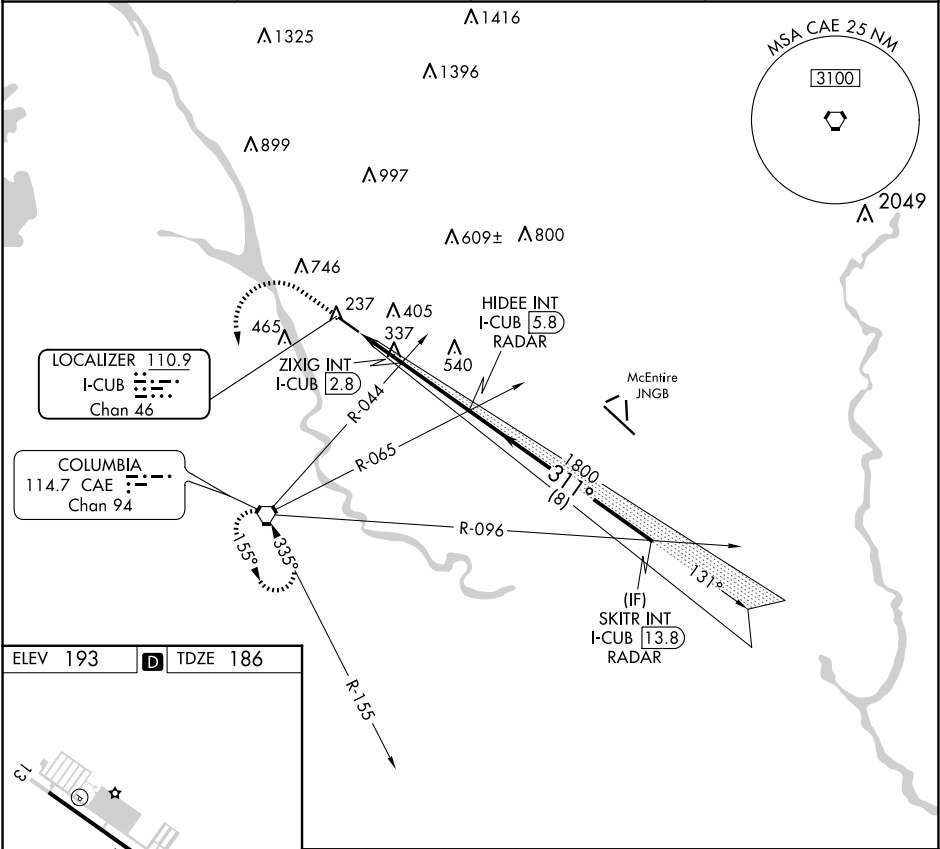 1416
1325
1396
MSA CAE 25 NM
3100
899
997
2049
609± 800
746
HIDEE INT
I-CUB 5.8
RADAR
237
405
465
337
540
ZIXIG INT
I-CUB 2.8
LOCALIZER 110.9
I-CUB
Chan 46
McEntire
JNGB
R-044
R-065
1800
311°
(8)
COLUMBIA
114.7 CAE
Chan 94
R-096
155°
335°
131°
(IF)
SKITR INT
I-CUB 13.8
RADAR
R-155
ELEV 193 D TDZE 186
13
P